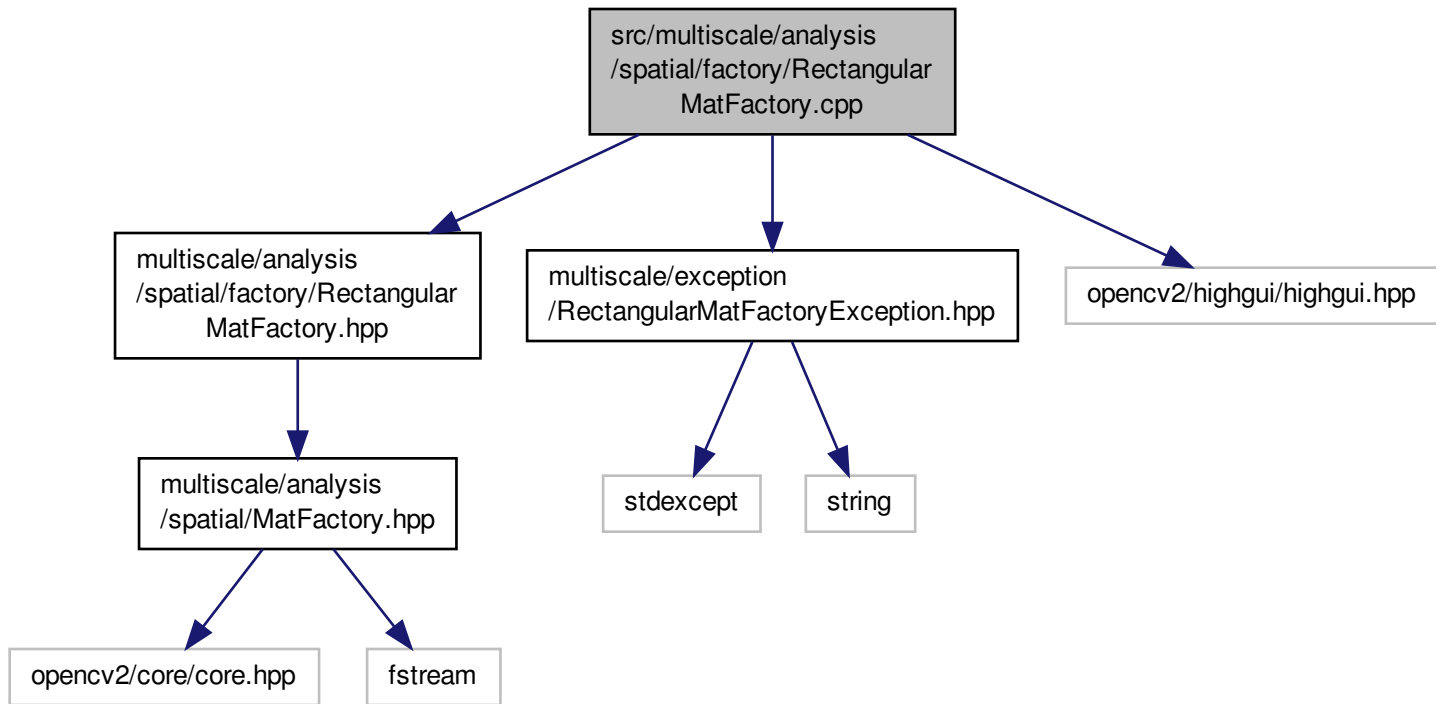 src/multiscale/analysis
/spatial/factory/Rectangular
MatFactory.cpp
multiscale/analysis
/spatial/factory/Rectangular
MatFactory.hpp
multiscale/exception
/RectangularMatFactoryException.hpp
opencv2/highgui/highgui.hpp
multiscale/analysis
/spatial/MatFactory.hpp
stdexcept
string
opencv2/core/core.hpp
fstream